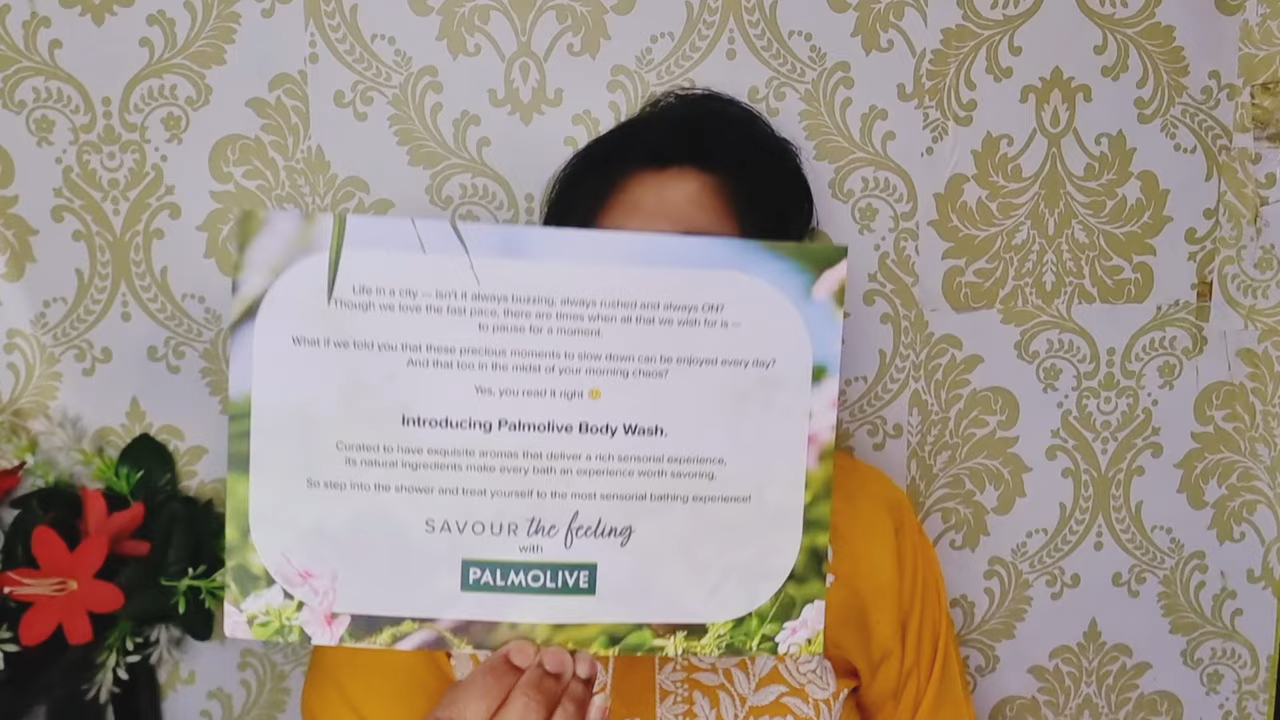 Life in a city — isn't it always buzzing, always rushed and always ON?
Though we love the fast pace, there are times when all that we wish for is —
to pause for a moment.
What if we told you that these precious moments to slow down can be enjoyed every day?
And that too in the midst of your morning chaos?
Yes, you read it right 🙂
Introducing Palmolive Body Wash.
Curated to have exquisite aromas that deliver a rich sensorial experience,
its natural ingredients make every bath an experience worth savoring.
So step into the shower and treat yourself to the most sensorial bathing experience!
SAVOUR the feeling
with
PALMOLIVE